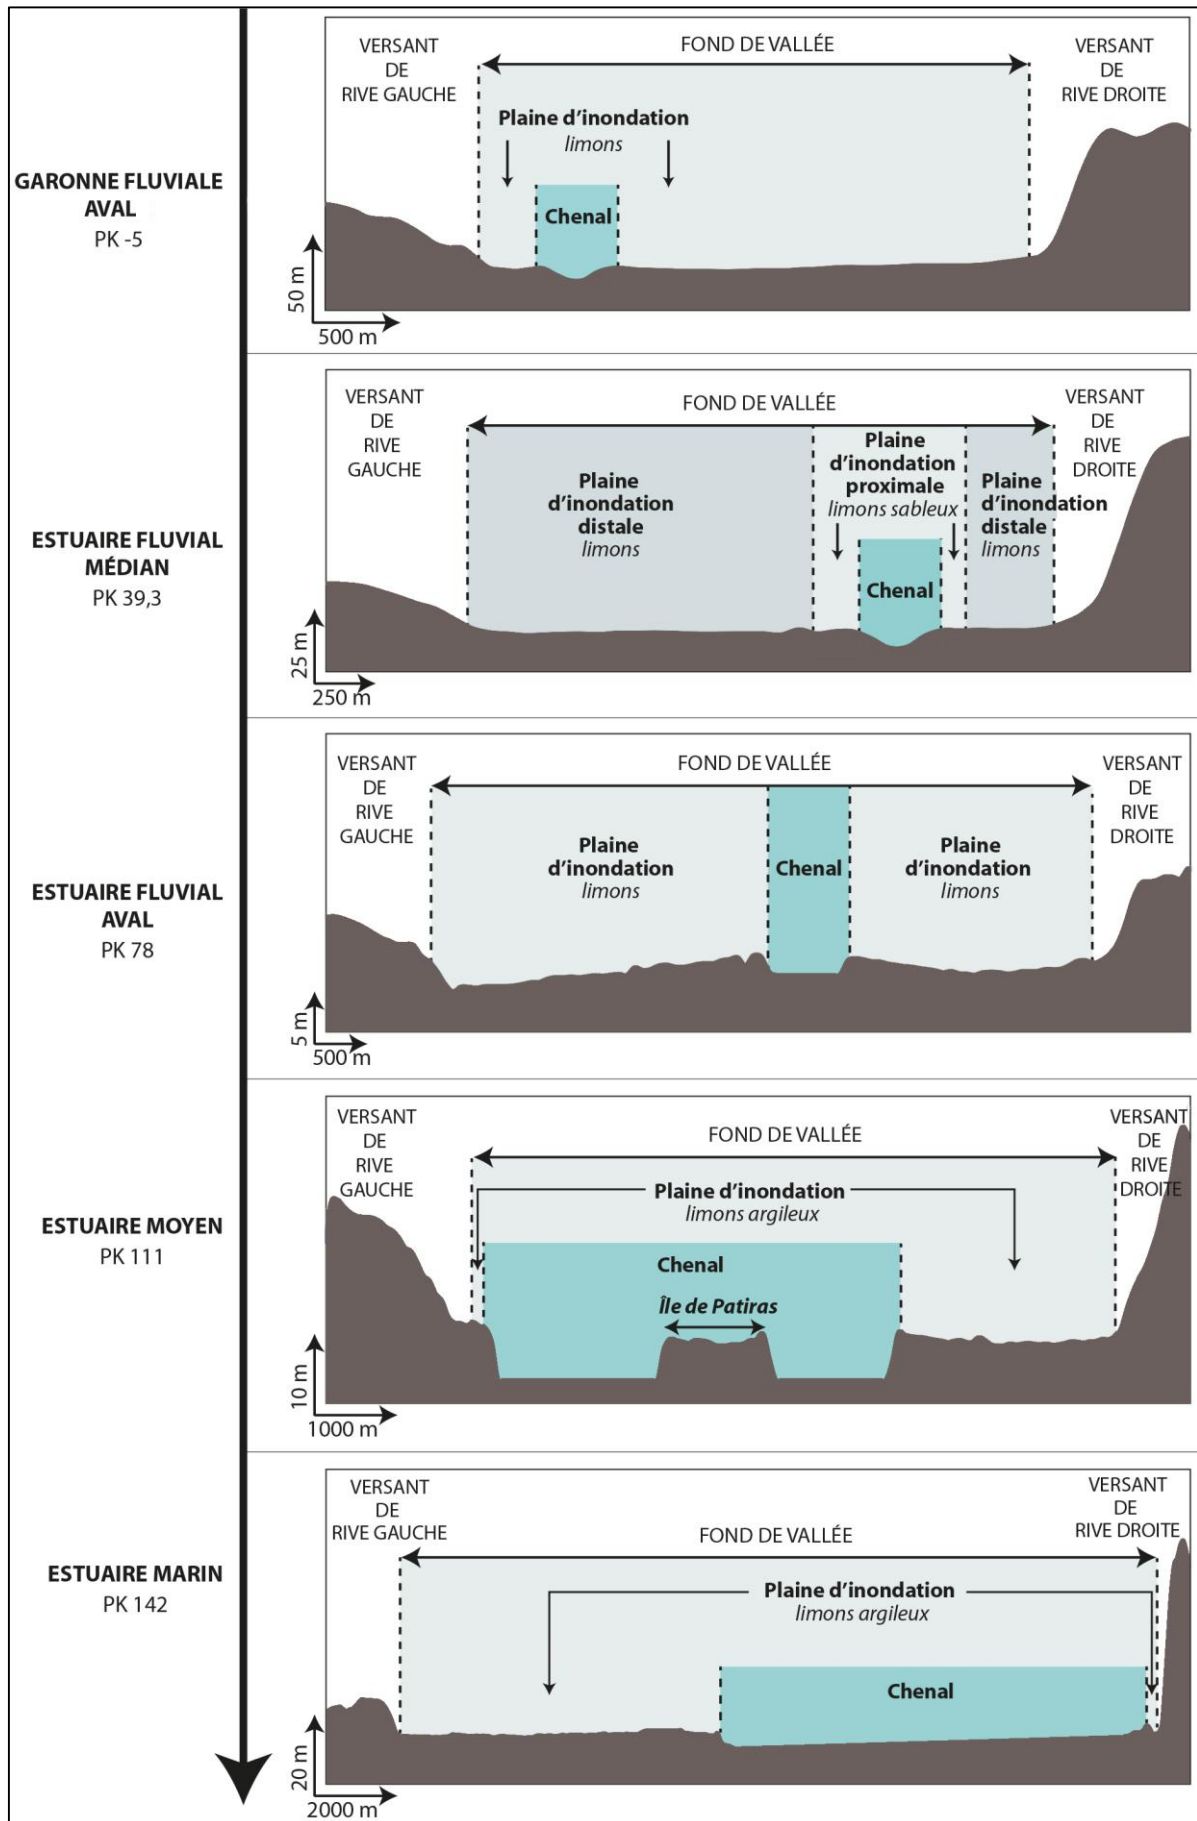 GARONNE FLUVIALE
AVAL
PK -5
VERSANT
DE
RIVE GAUCHE
FOND DE VALLÉE
VERSANT
DE
RIVE DROITE
Plaine d'inondation
limons
Chenal
50 m
500 m
ESTUAIRE FLUVIAL
MÉDIAN
PK 39,3
VERSANT
DE
RIVE
GAUCHE
FOND DE VALLÉE
VERSANT
DE
RIVE
DROITE
Plaine
d'inondation
distale
limons
Plaine
d'inondation
proximale
limons sableux
Plaine
d'inondation
distale
limons
Chenal
25 m
250 m
ESTUAIRE FLUVIAL
AVAL
PK 78
VERSANT
DE
RIVE
GAUCHE
FOND DE VALLÉE
VERSANT
DE
RIVE
DROITE
Plaine
d'inondation
limons
Chenal
Plaine
d'inondation
limons
5 m
500 m
ESTUAIRE MOYEN
PK 111
VERSANT
DE
RIVE
GAUCHE
FOND DE VALLÉE
VERSANT
DE
RIVE
DROITE
Plaine d'inondation
limons argileux
Chenal
Île de Patiras
10 m
1000 m
ESTUAIRE MARIN
PK 142
VERSANT
DE
RIVE GAUCHE
FOND DE VALLÉE
VERSANT
DE
RIVE DROITE
Plaine d'inondation
limons argileux
Chenal
20 m
2000 m